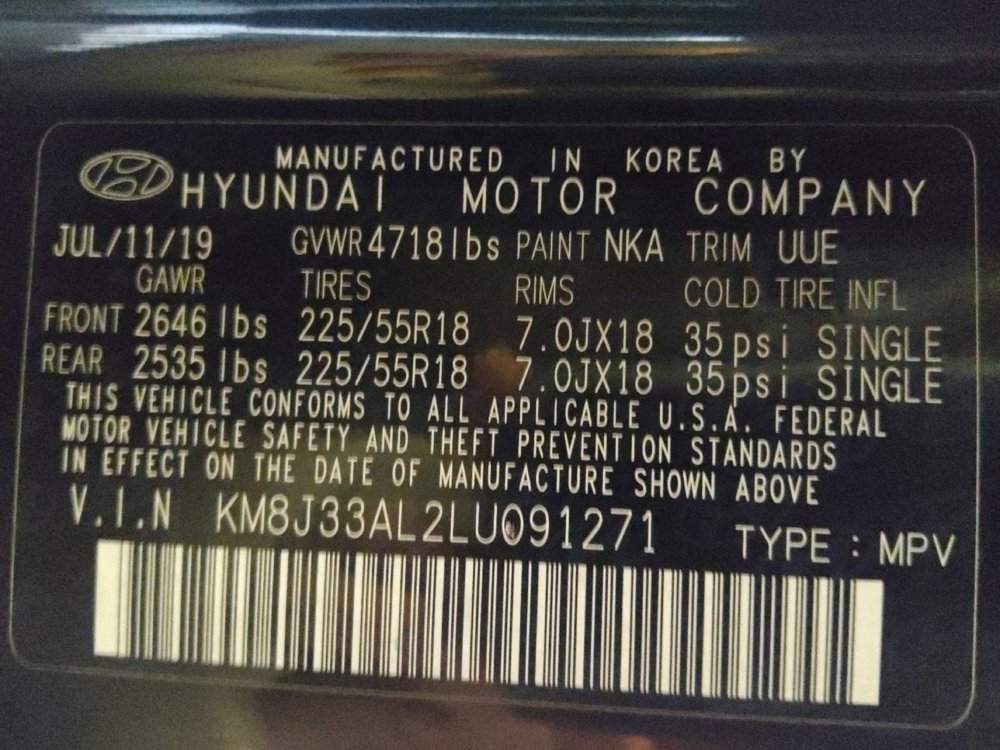 MANUFACTURED IN KOREA BY
HYUNDAI MOTOR COMPANY
JUL/11/19 GVWR 4718lbs PAINT NKA TRIM UUE
GAWR TIRES RIMS COLD TIRE INFL
FRONT 2646 lbs 225/55R18 7.0JX18 35psi SINGLE
REAR 2535 lbs 225/55R18 7.0JX18 35psi SINGLE
THIS VEHICLE CONFORMS TO ALL APPLICABLE U.S.A. FEDERAL
MOTOR VEHICLE SAFETY AND THEFT PREVENTION STANDARDS
IN EFFECT ON THE DATE OF MANUFACTURE SHOWN ABOVE
V.I.N KM8J33AL2LU091271 TYPE : MPV